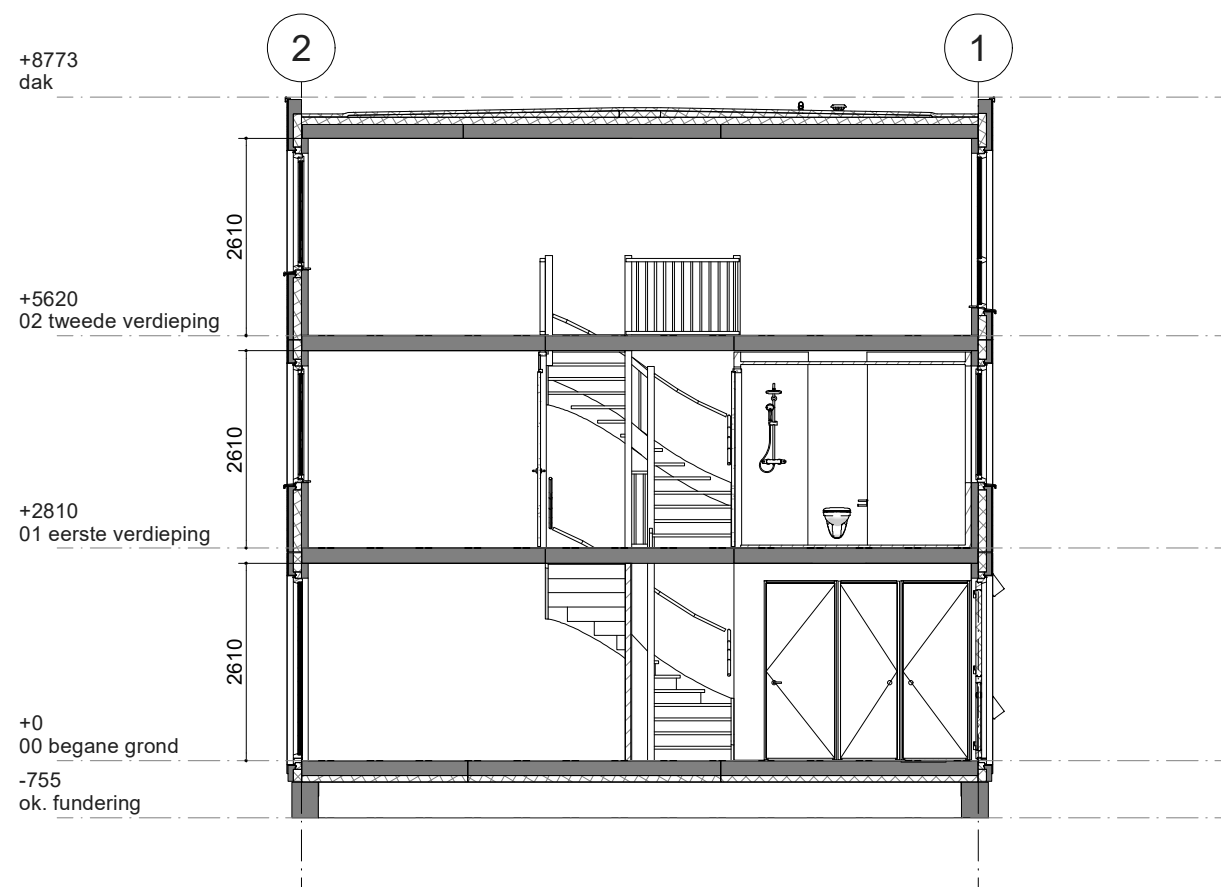 2
1
+8773
dak
2610
+5620
02 tweede verdieping
2610
+2810
01 eerste verdieping
2610
+0
00 begane grond
-755
ok. fundering